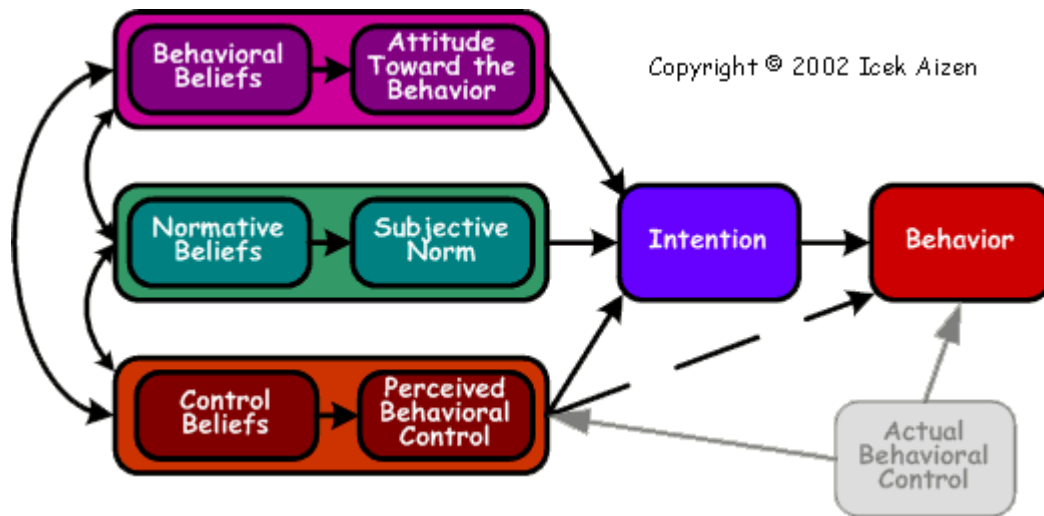 Behavioral
Beliefs
Attitude
Toward the
Behavior
Copyright © 2002 Icek Aizen
Normative
Beliefs
Subjective
Norm
Intention
Behavior
Control
Beliefs
Perceived
Behavioral
Control
Actual
Behavioral
Control